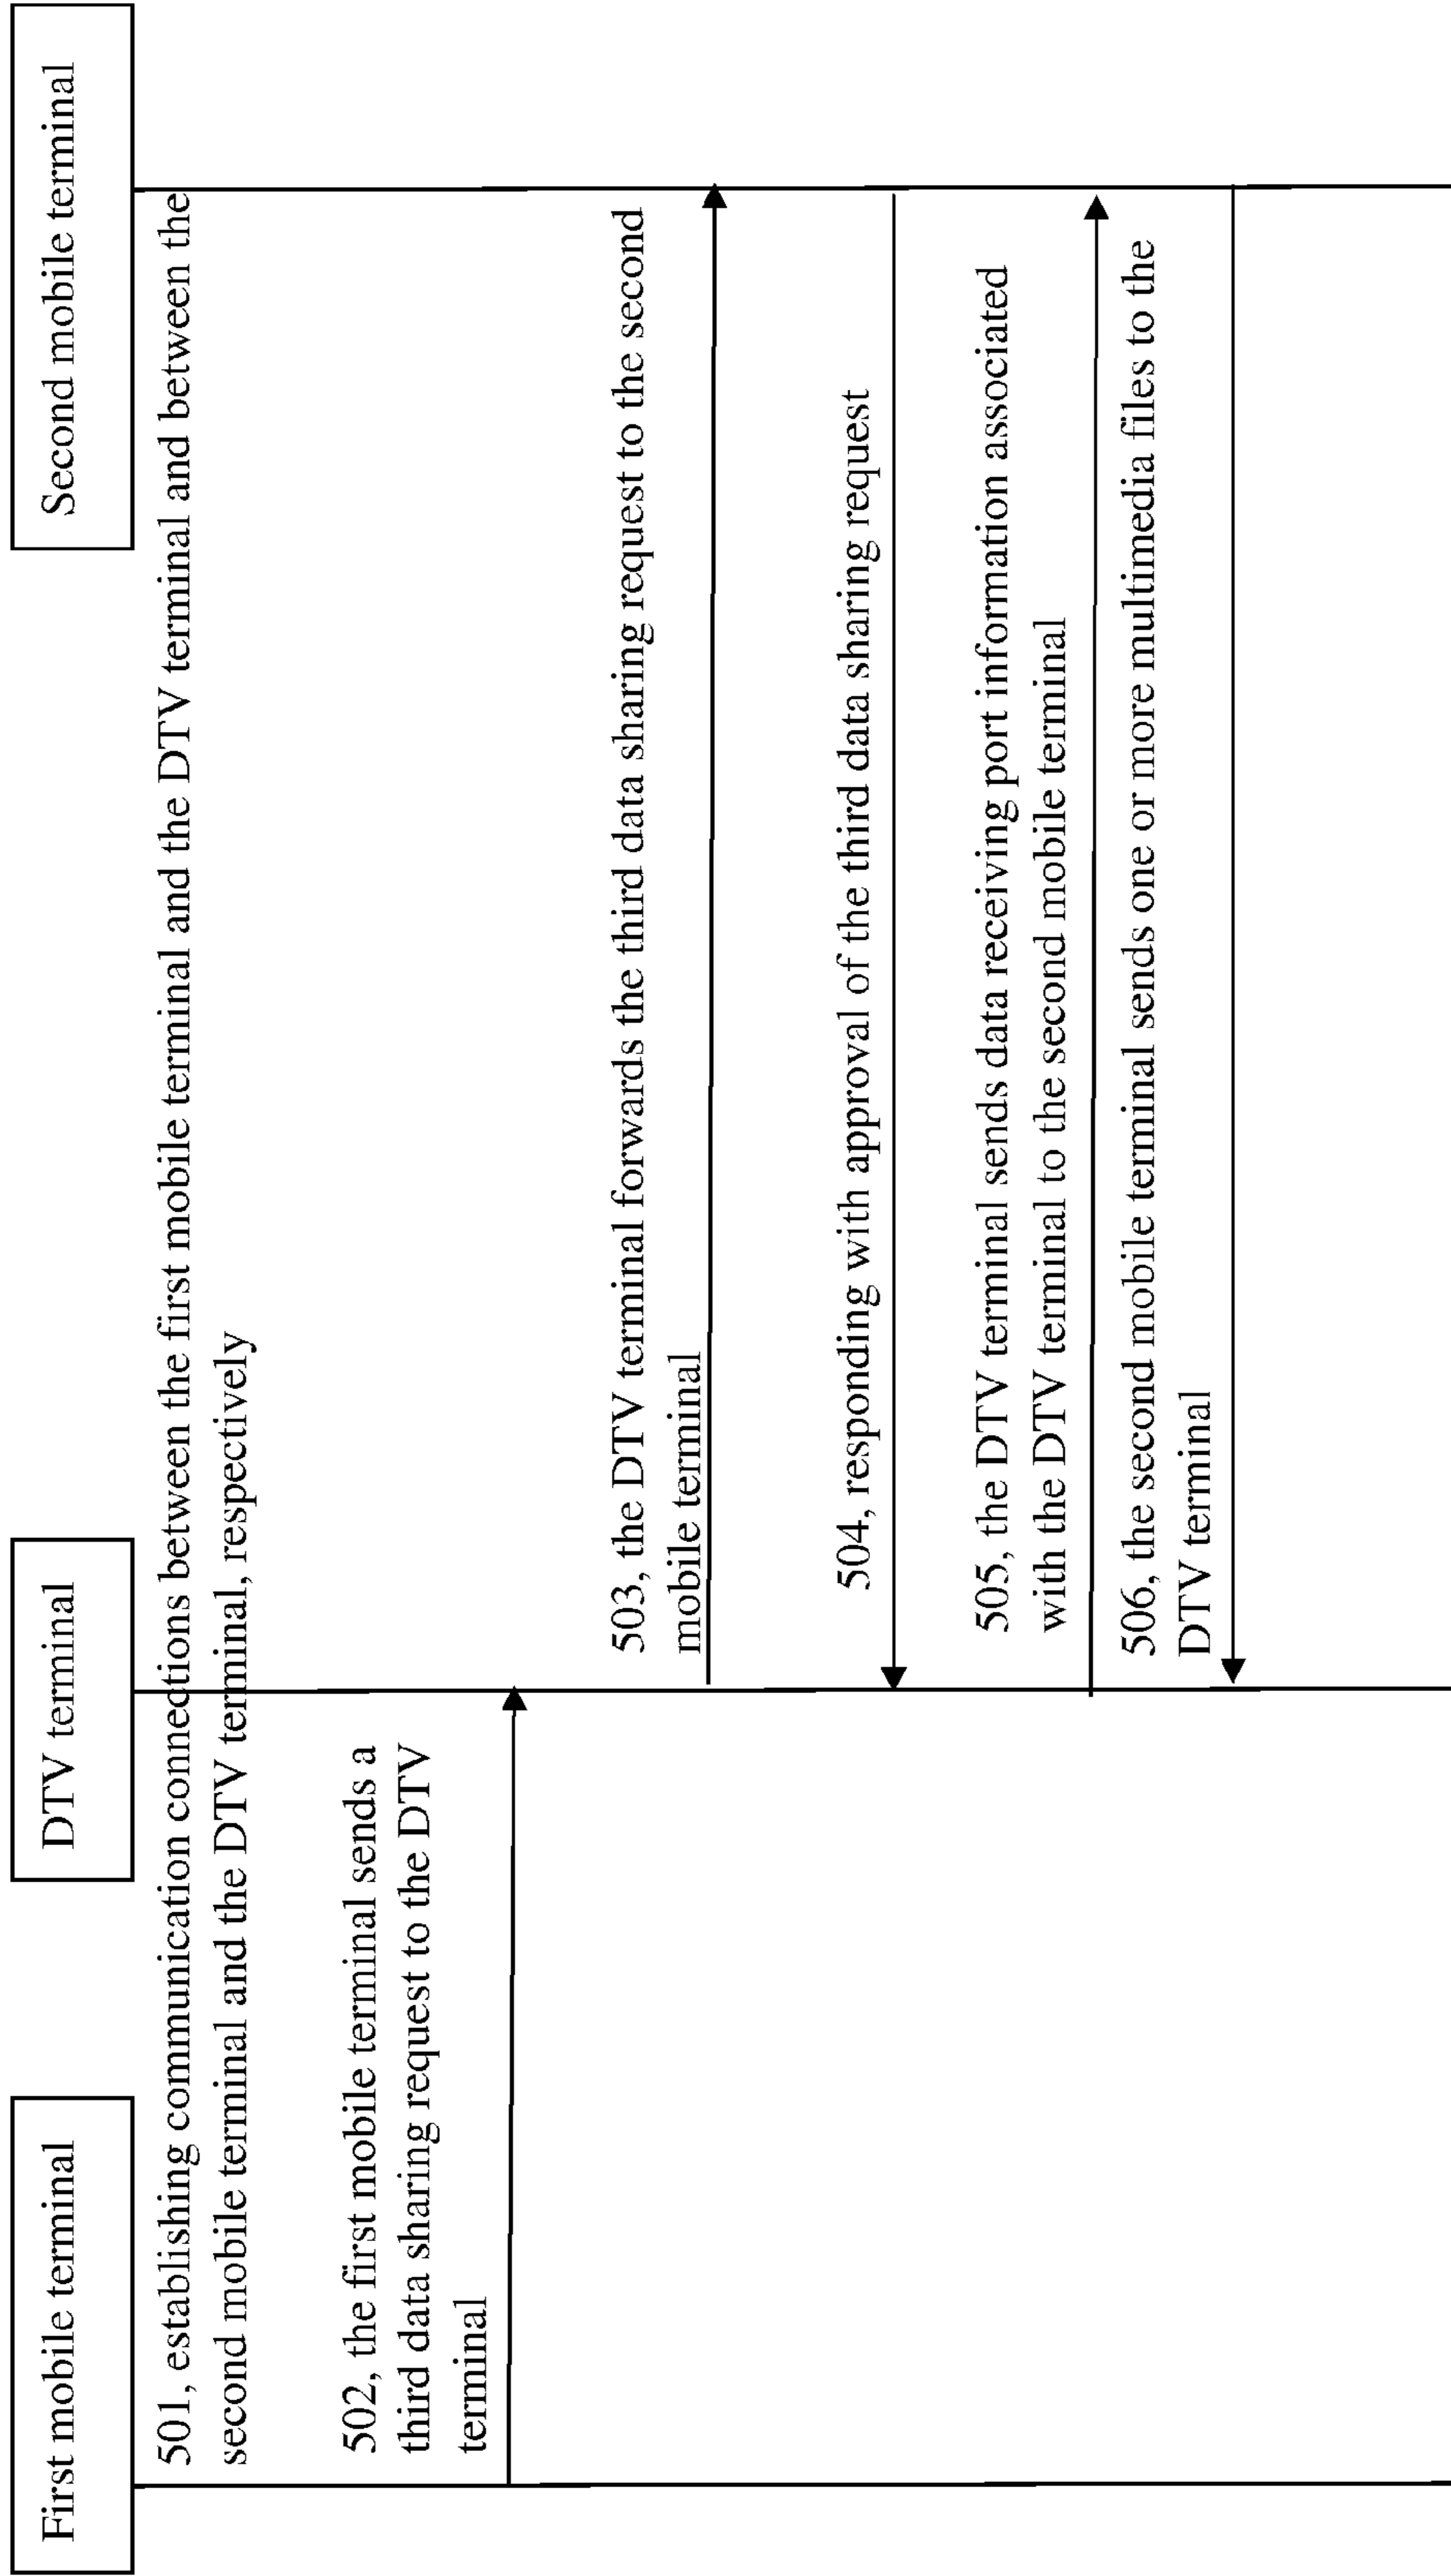 First mobile terminal
DTV terminal
Second mobile terminal
501, establishing communication connections between the first mobile terminal and the DTV terminal and between the
second mobile terminal and the DTV terminal, respectively
502, the first mobile terminal sends a
third data sharing request to the DTV
terminal
503, the DTV terminal forwards the third data sharing request to the second
mobile terminal
504, responding with approval of the third data sharing request
505, the DTV terminal sends data receiving port information associated
with the DTV terminal to the second mobile terminal
506, the second mobile terminal sends one or more multimedia files to the
DTV terminal